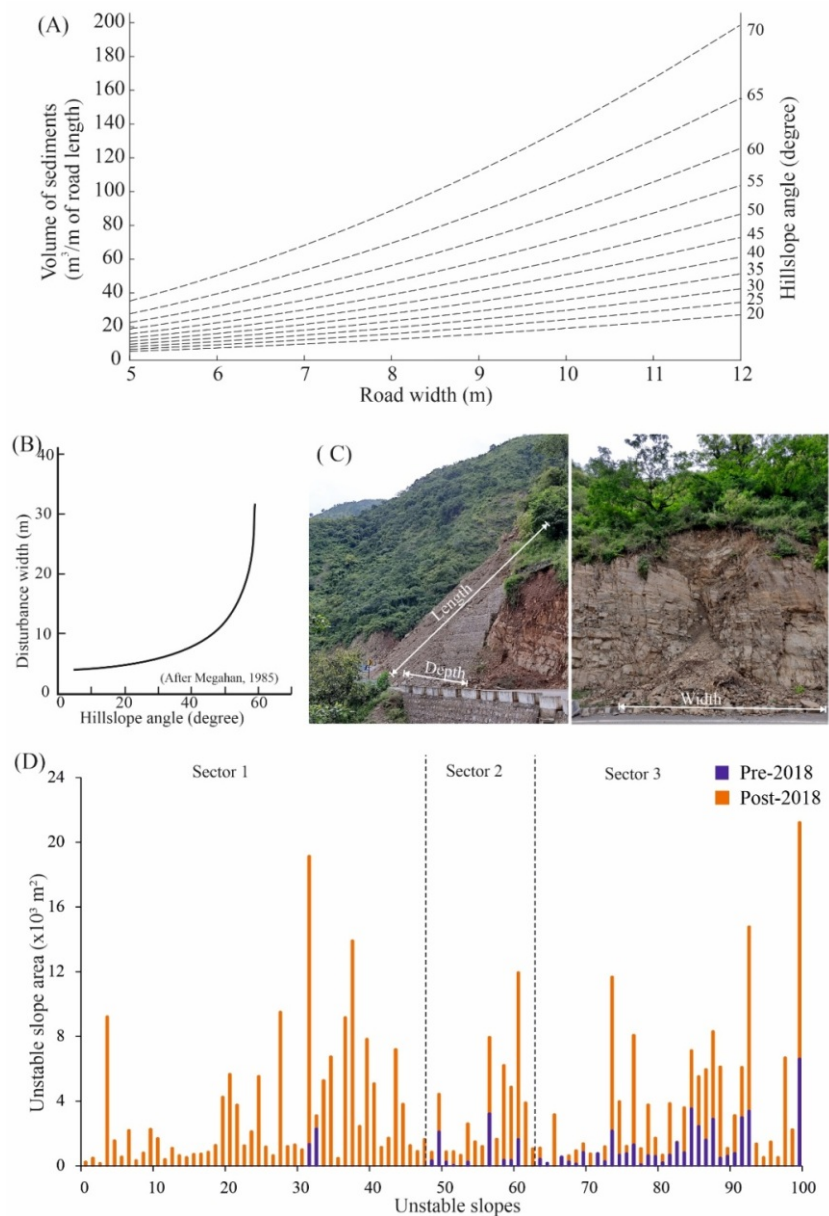 (A)
Volume of sediments
(m³/m of road length)
200
180
160
140
120
100
80
60
40
20
0
5 6 7 8 9 10 11 12
Road width (m)
70
65
60
55
50
45
40
35
30
25
20
Hillslope angle (degree)
(B)
Disturbance width (m)
40
30
20
10
0
0 20 40 60
(After Megahan, 1985)
Hillslope angle (degree)
( C)
Length
Depth
Width
(D)
Sector 1 Sector 2 Sector 3
Pre-2018
Post-2018
Unstable slope area (x10³ m²)
24
20
16
12
8
4
0
0 10 20 30 40 50 60 70 80 90 100
Unstable slopes